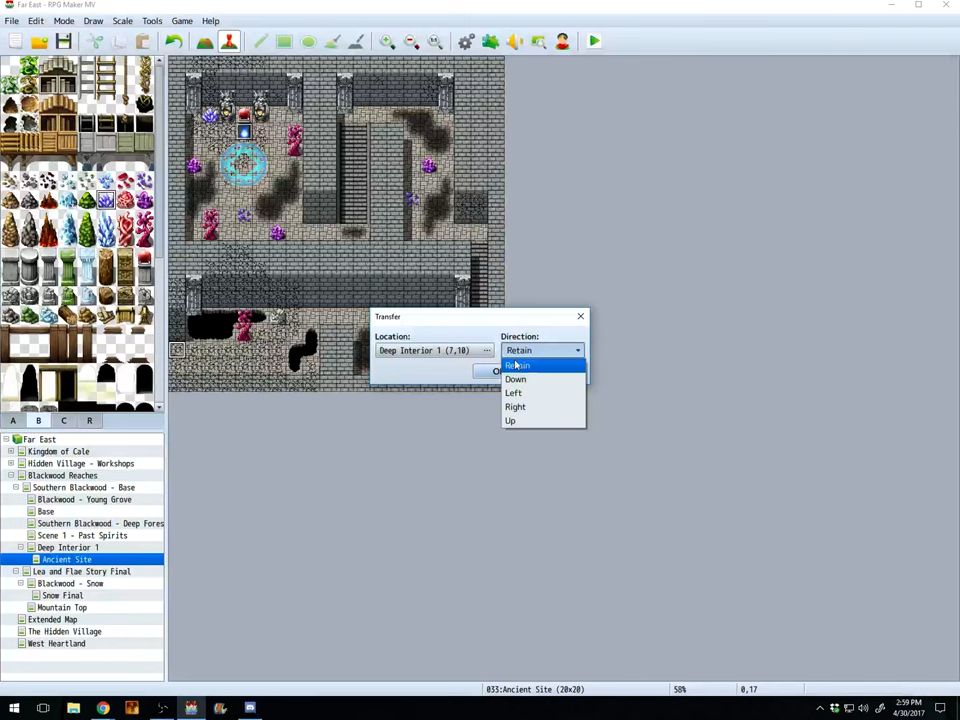 Far East - RPG Maker MV
File Edit Mode Draw Scale Tools Game Help
1:1
Transfer
Location: Direction:
Deep Interior 1 (7,10) ... Retain
Retain
Down
Left
Right
Up
A B C R
Far East
Kingdom of Cale
Hidden Village - Workshops
Blackwood Reaches
Southern Blackwood - Base
Blackwood - Young Grove
Base
Southern Blackwood - Deep Fores
Scene 1 - Past Spirits
Deep Interior 1
Ancient Site
Lea and Flae Story Final
Blackwood - Snow
Snow Final
Mountain Top
Extended Map
The Hidden Village
West Heartland
033:Ancient Site (20x20) 58% 0,17
2:59 PM
4/30/2017